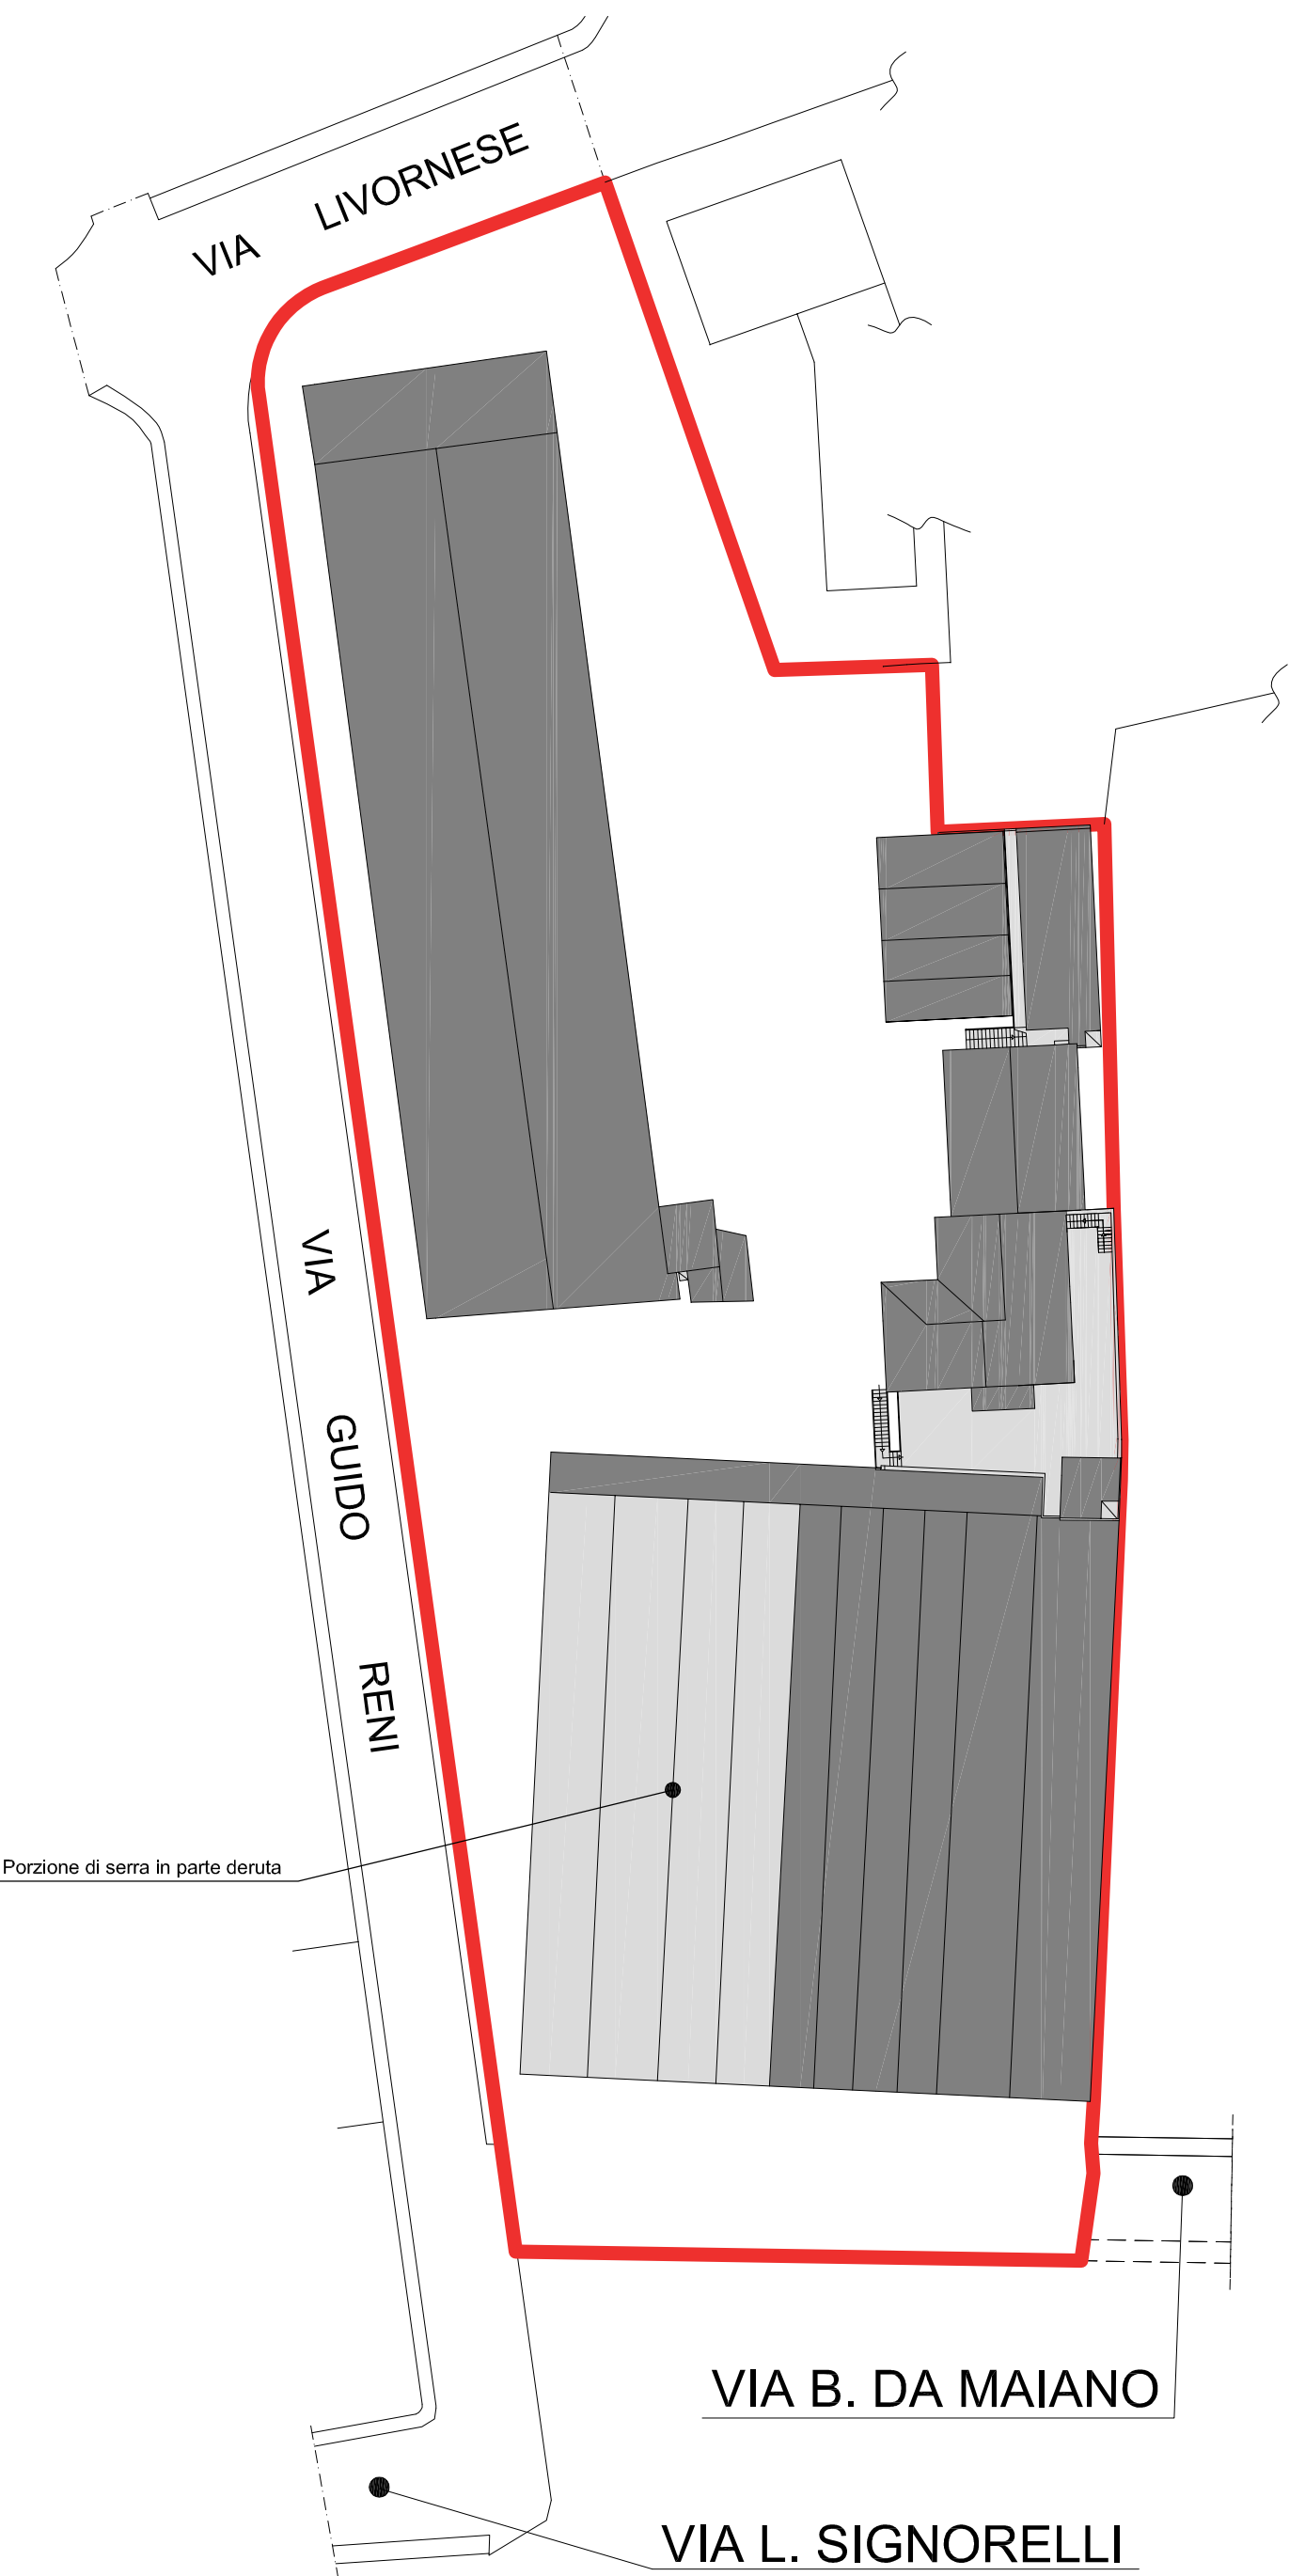 VIA LIVORNESE
VIA GUIDO RENI
Porzione di serra in parte deruta
VIA B. DA MAIANO
VIA L. SIGNORELLI